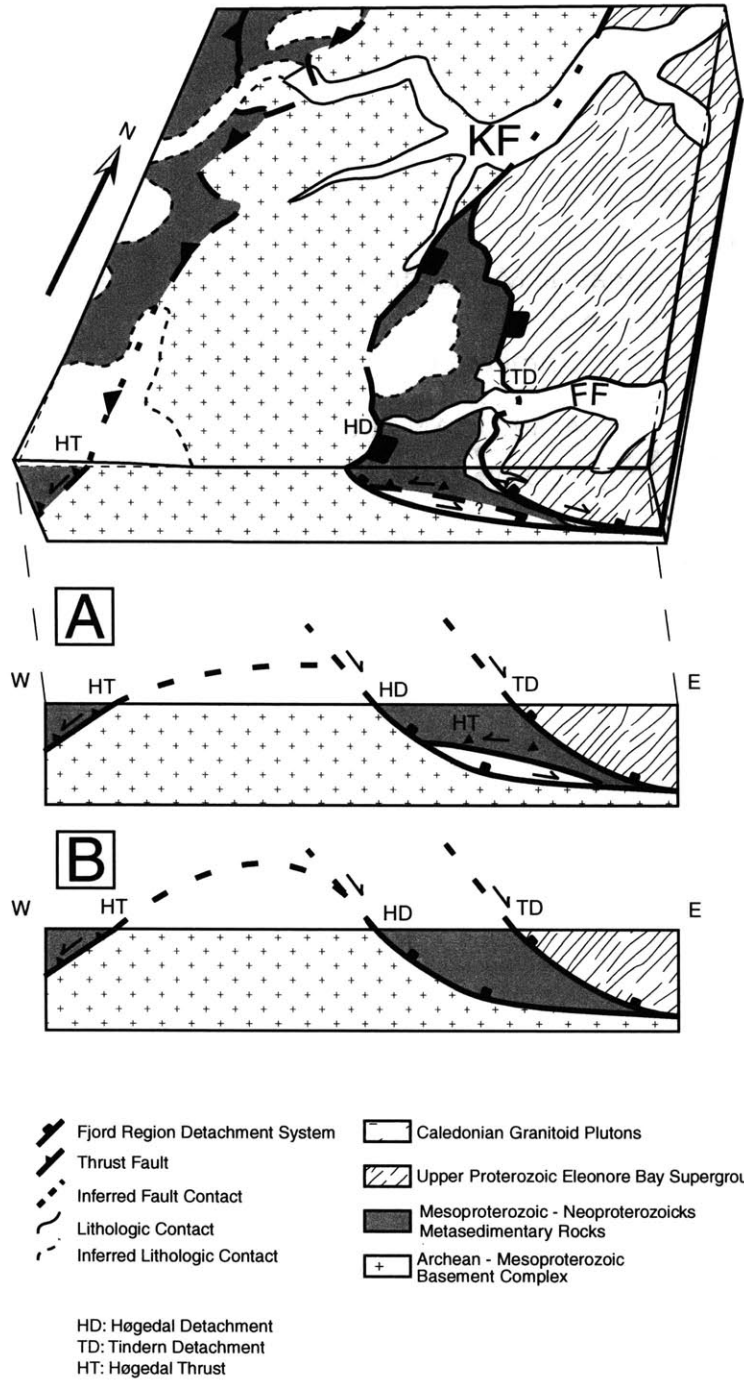 N
KF
TD
FF
HD
HT
?
A
W HT HD TD E
HT
B
W HT HD TD E
Fjord Region Detachment System
Thrust Fault
Inferred Fault Contact
Lithologic Contact
Inferred Lithologic Contact
Caledonian Granitoid Plutons
Upper Proterozoic Eleonore Bay Supergrou
Mesoproterozoic - Neoproterozoicks
Metasedimentary Rocks
Archean - Mesoproterozoic
Basement Complex
HD: Høgedal Detachment
TD: Tindern Detachment
HT: Høgedal Thrust